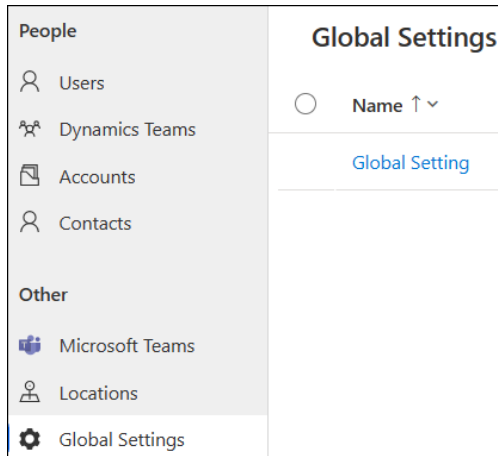 People
Users
Dynamics Teams
Accounts
Contacts
Other
Microsoft Teams
Locations
Global Settings
Global Settings
Name ↑
Global Setting